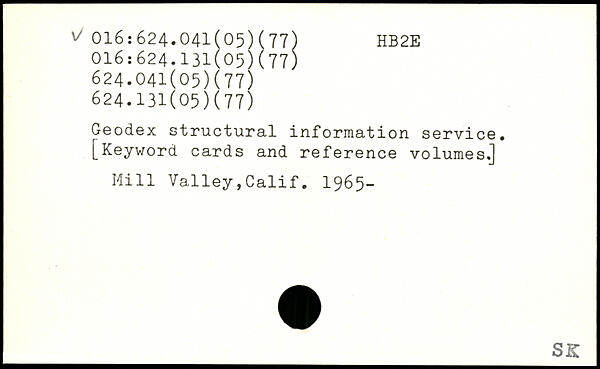 √ 016:624.041(05)(77) HB2E
016:624.131(05)(77)
624.041(05)(77)
624.131(05)(77)
Geodex structural information service.
[Keyword cards and reference volumes.]
Mill Valley,Calif. 1965-
SK